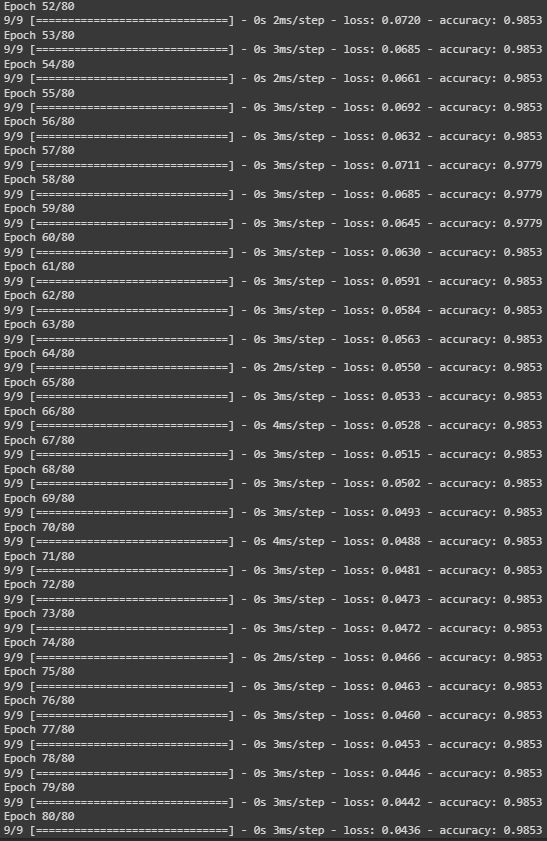 Epoch 52/80
9/9 [==============================] - 0s 2ms/step - loss: 0.0720 - accuracy: 0.9853
Epoch 53/80
9/9 [==============================] - 0s 3ms/step - loss: 0.0685 - accuracy: 0.9853
Epoch 54/80
9/9 [==============================] - 0s 2ms/step - loss: 0.0661 - accuracy: 0.9853
Epoch 55/80
9/9 [==============================] - 0s 3ms/step - loss: 0.0692 - accuracy: 0.9853
Epoch 56/80
9/9 [==============================] - 0s 3ms/step - loss: 0.0632 - accuracy: 0.9853
Epoch 57/80
9/9 [==============================] - 0s 3ms/step - loss: 0.0711 - accuracy: 0.9779
Epoch 58/80
9/9 [==============================] - 0s 3ms/step - loss: 0.0685 - accuracy: 0.9779
Epoch 59/80
9/9 [==============================] - 0s 3ms/step - loss: 0.0645 - accuracy: 0.9779
Epoch 60/80
9/9 [==============================] - 0s 3ms/step - loss: 0.0630 - accuracy: 0.9853
Epoch 61/80
9/9 [==============================] - 0s 3ms/step - loss: 0.0591 - accuracy: 0.9853
Epoch 62/80
9/9 [==============================] - 0s 3ms/step - loss: 0.0584 - accuracy: 0.9853
Epoch 63/80
9/9 [==============================] - 0s 3ms/step - loss: 0.0563 - accuracy: 0.9853
Epoch 64/80
9/9 [==============================] - 0s 2ms/step - loss: 0.0550 - accuracy: 0.9853
Epoch 65/80
9/9 [==============================] - 0s 3ms/step - loss: 0.0533 - accuracy: 0.9853
Epoch 66/80
9/9 [==============================] - 0s 4ms/step - loss: 0.0528 - accuracy: 0.9853
Epoch 67/80
9/9 [==============================] - 0s 3ms/step - loss: 0.0515 - accuracy: 0.9853
Epoch 68/80
9/9 [==============================] - 0s 3ms/step - loss: 0.0502 - accuracy: 0.9853
Epoch 69/80
9/9 [==============================] - 0s 3ms/step - loss: 0.0493 - accuracy: 0.9853
Epoch 70/80
9/9 [==============================] - 0s 4ms/step - loss: 0.0488 - accuracy: 0.9853
Epoch 71/80
9/9 [==============================] - 0s 3ms/step - loss: 0.0481 - accuracy: 0.9853
Epoch 72/80
9/9 [==============================] - 0s 3ms/step - loss: 0.0473 - accuracy: 0.9853
Epoch 73/80
9/9 [==============================] - 0s 3ms/step - loss: 0.0472 - accuracy: 0.9853
Epoch 74/80
9/9 [==============================] - 0s 2ms/step - loss: 0.0466 - accuracy: 0.9853
Epoch 75/80
9/9 [==============================] - 0s 3ms/step - loss: 0.0463 - accuracy: 0.9853
Epoch 76/80
9/9 [==============================] - 0s 3ms/step - loss: 0.0460 - accuracy: 0.9853
Epoch 77/80
9/9 [==============================] - 0s 3ms/step - loss: 0.0453 - accuracy: 0.9853
Epoch 78/80
9/9 [==============================] - 0s 3ms/step - loss: 0.0446 - accuracy: 0.9853
Epoch 79/80
9/9 [==============================] - 0s 3ms/step - loss: 0.0442 - accuracy: 0.9853
Epoch 80/80
9/9 [==============================] - 0s 3ms/step - loss: 0.0436 - accuracy: 0.9853